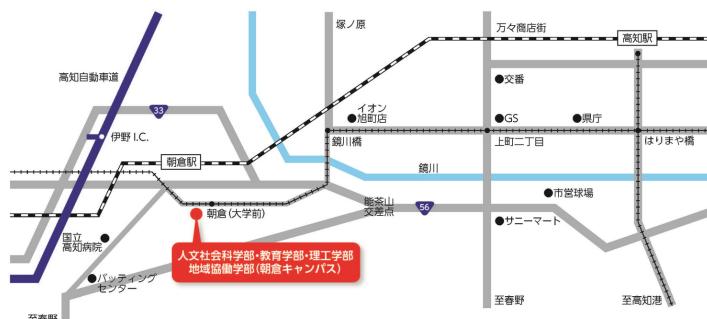 塚ノ原
万々商店街
高知駅
高知自動車道
交番
33
イオン
旭町店
GS
県庁
伊野 I.C.
鏡川橋
上町二丁目
はりまや橋
朝倉駅
鏡川
市営球場
能茶山
交差点
56
朝倉(大学前)
サニーマート
国立
高知病院
人文社会科学部・教育学部・理工学部
地域協働学部(朝倉キャンパス)
バッティング
センター
至春野
至春野
至高知港